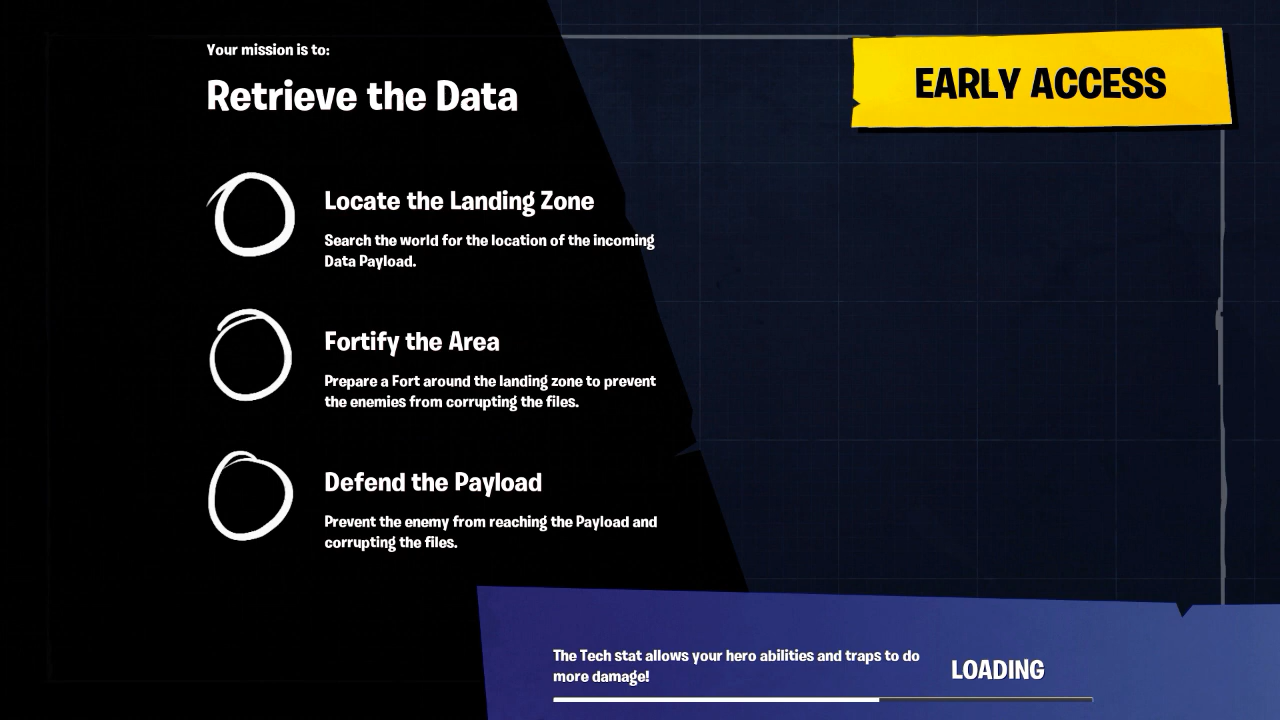 Your mission is to:
Retrieve the Data
EARLY ACCESS
Locate the Landing Zone
Search the world for the location of the incoming
Data Payload.
Fortify the Area
Prepare a Fort around the landing zone to prevent
the enemies from corrupting the files.
Defend the Payload
Prevent the enemy from reaching the Payload and
corrupting the files.
The Tech stat allows your hero abilities and traps to do
more damage!
LOADING